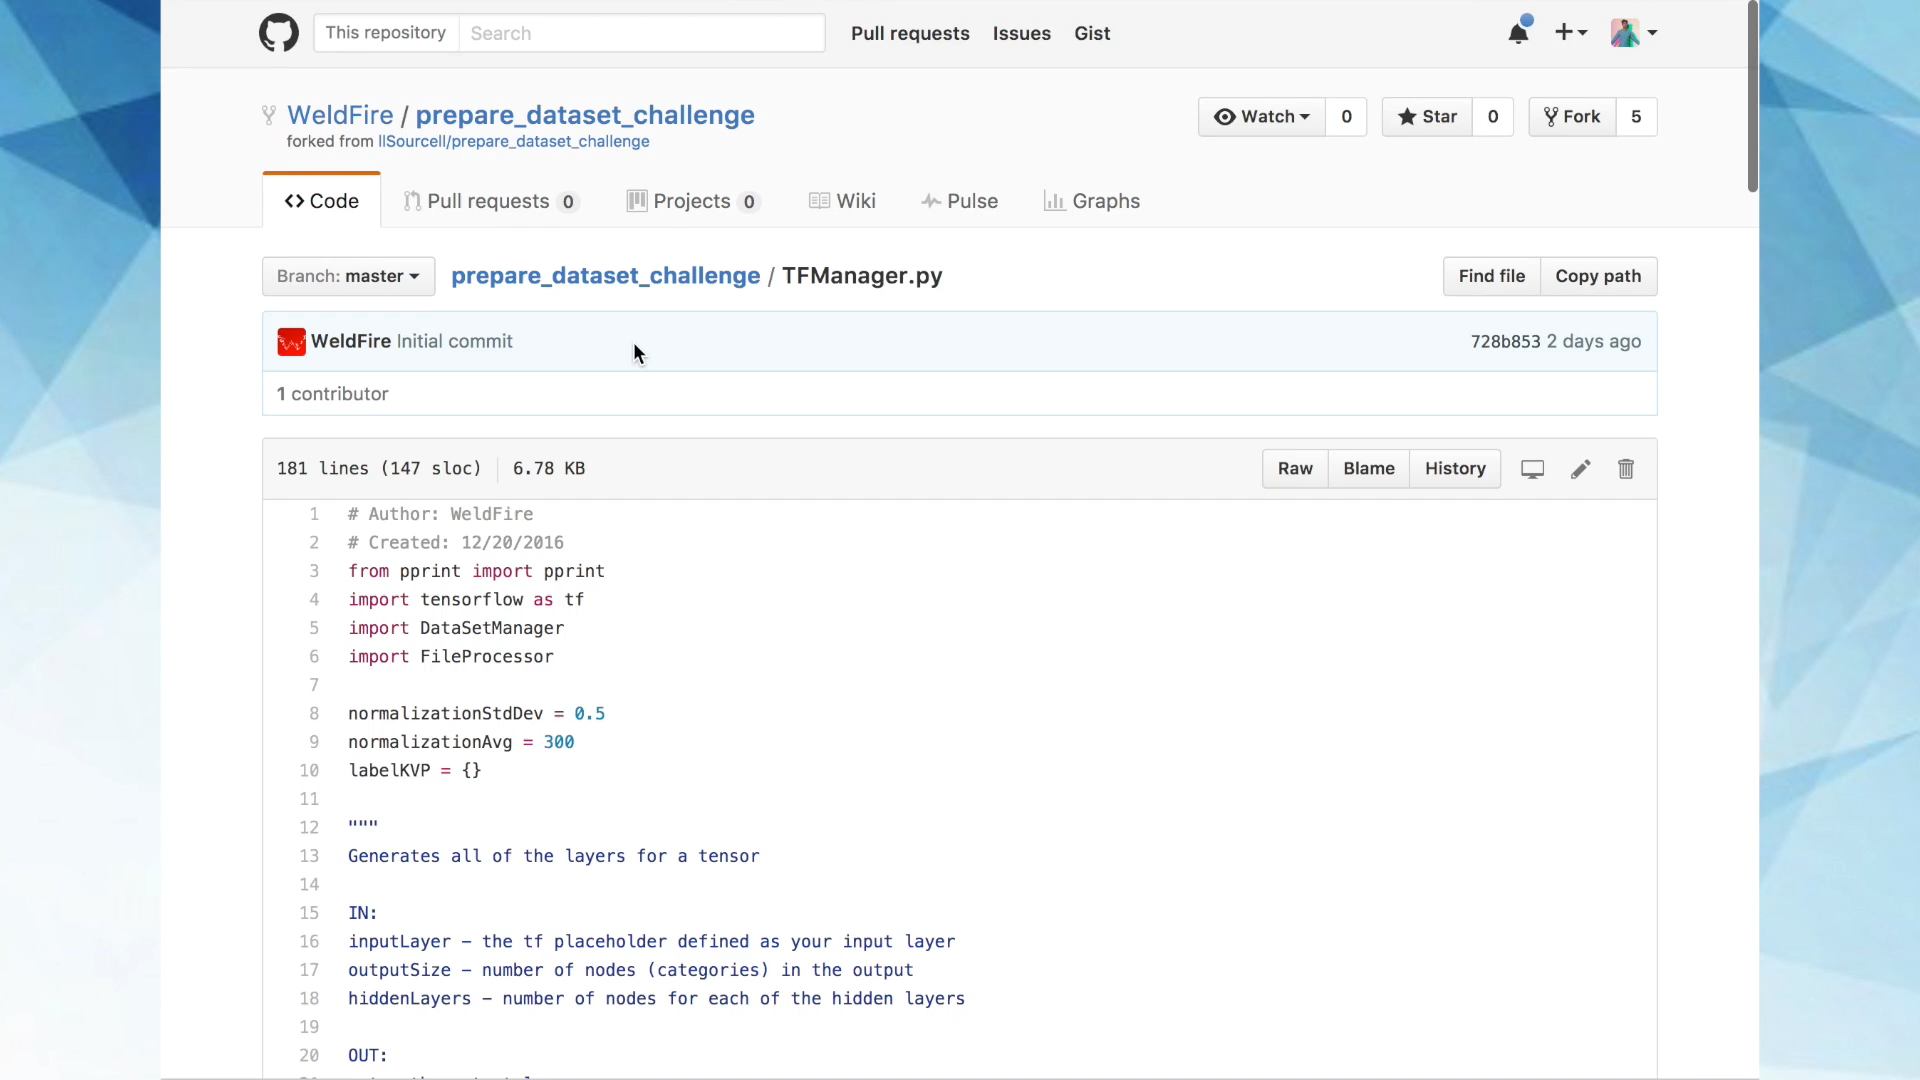 This repository Search Pull requests Issues Gist
WeldFire / prepare_dataset_challenge Watch 0 Star 0 Fork 5
forked from llSourcell/prepare_dataset_challenge
<> Code Pull requests 0 Projects 0 Wiki Pulse Graphs
Branch: master prepare_dataset_challenge / TFManager.py Find file Copy path
WeldFire Initial commit 728b853 2 days ago
1 contributor
181 lines (147 sloc) 6.78 KB Raw Blame History
1 # Author: WeldFire
2 # Created: 12/20/2016
3 from pprint import pprint
4 import tensorflow as tf
5 import DataSetManager
6 import FileProcessor
7
8 normalizationStdDev = 0.5
9 normalizationAvg = 300
10 labelKVP = {}
11
12 """
13 Generates all of the layers for a tensor
14
15 IN:
16 inputLayer – the tf placeholder defined as your input layer
17 outputSize – number of nodes (categories) in the output
18 hiddenLayers – number of nodes for each of the hidden layers
19
20 OUT: